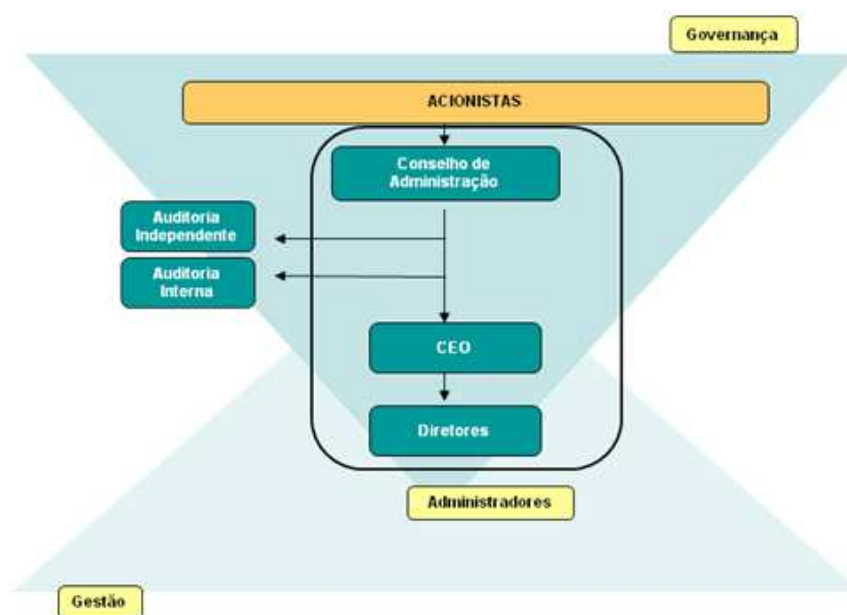 Governança
ACIONISTAS
Conselho de
Administração
Auditoria
Independente
Auditoria
Interna
CEO
Diretores
Administradores
Gestão